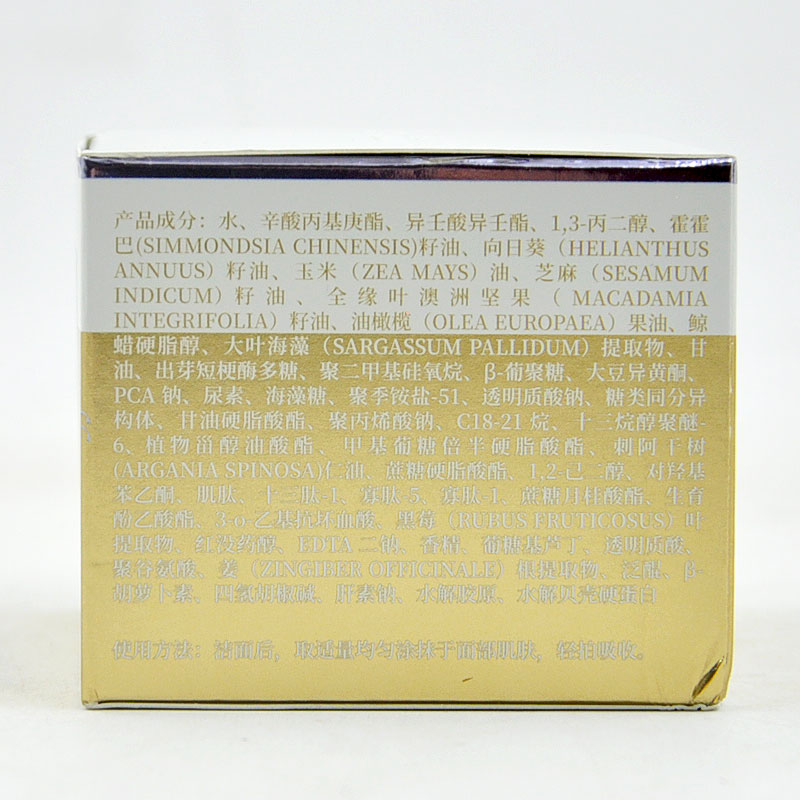 产品成分：水、辛酸丙基庚酯、异壬酸异壬酯、1,3-丙二醇、霍霍
巴(SIMMONDSIA CHINENSIS)籽油、向日葵（HELIANTHUS
ANNUUS）籽油、玉米（ZEA MAYS）油、芝麻（SESAMUM
INDICUM）籽油、全缘叶澳洲坚果（MACADAMIA
INTEGRIFOLIA）籽油、油橄榄（OLEA EUROPAEA）果油、鲸
蜡硬脂醇、大叶海藻（SARGASSUM PALLIDUM）提取物、甘
油、出芽短梗酶多糖、聚二甲基硅氧烷、β-葡聚糖、大豆异黄酮、
PCA 钠、尿素、海藻糖、聚季铵盐-51、透明质酸钠、糖类同分异
构体、甘油硬脂酸酯、聚丙烯酸钠、C18-21 烷、十三烷醇聚醚-
6、植物甾醇油酸酯、甲基葡糖倍半硬脂酸酯、刺阿干树
(ARGANIA SPINOSA)仁油、蔗糖硬脂酸酯、1,2-己二醇、对羟基
苯乙酮、肌肽、十三肽-1、寡肽-5、寡肽-1、蔗糖月桂酸酯、生育
酚乙酸酯、3-o-乙基抗坏血酸、黑莓（RUBUS FRUTICOSUS）叶
提取物、红没药醇、EDTA 二钠、香精、葡糖基芦丁、透明质酸、
聚谷氨酸、姜（ZINGIBER OFFICINALE）根提取物、泛醌、β-
胡萝卜素、四氢胡椒碱、肝素钠、水解胶原、水解贝壳硬蛋白
使用方法：洁面后，取适量均匀涂抹于面部肌肤，轻拍吸收。